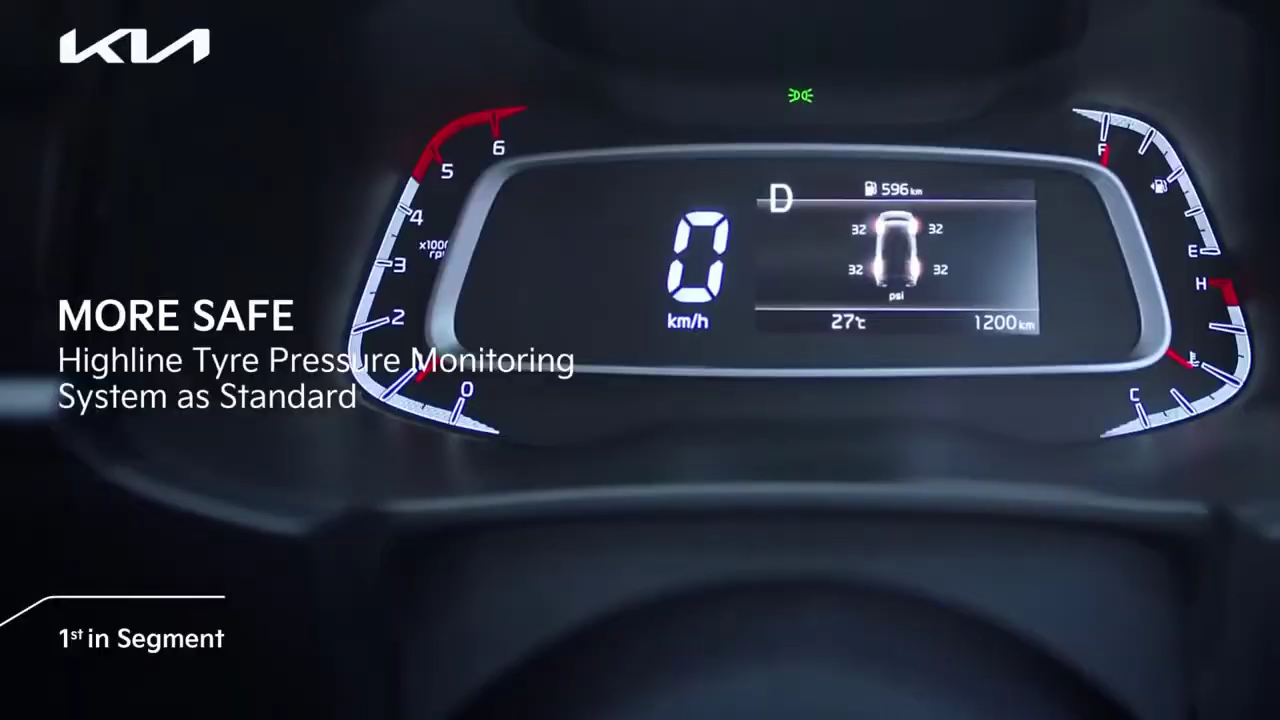 KIA
MORE SAFE
Highline Tyre Pressure Monitoring
System as Standard
1st in Segment
6
5
4
x1000
3
2
0
0
km/h
D
596 km
32 32
32 32
psi
27°c
1200 km
F
E
H
C